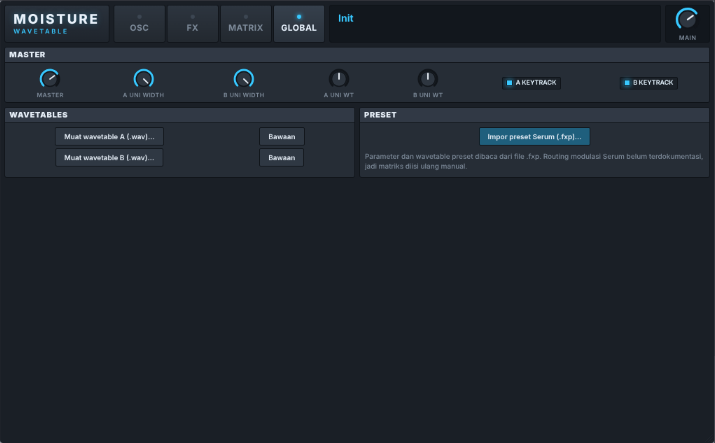 MOISTURE
WAVETABLE
OSC
FX
MATRIX
GLOBAL
Init
MAIN
MASTER
MASTER
A UNI WIDTH
B UNI WIDTH
A UNI WT
B UNI WT
A KEYTRACK
B KEYTRACK
WAVETABLES
Muat wavetable A (.wav)...
Bawaan
Muat wavetable B (.wav)...
Bawaan
PRESET
Impor preset Serum (.fxp)...
Parameter dan wavetable preset dibaca dari file .fxp. Routing modulasi Serum belum terdokumentasi,
jadi matriks diisi ulang manual.